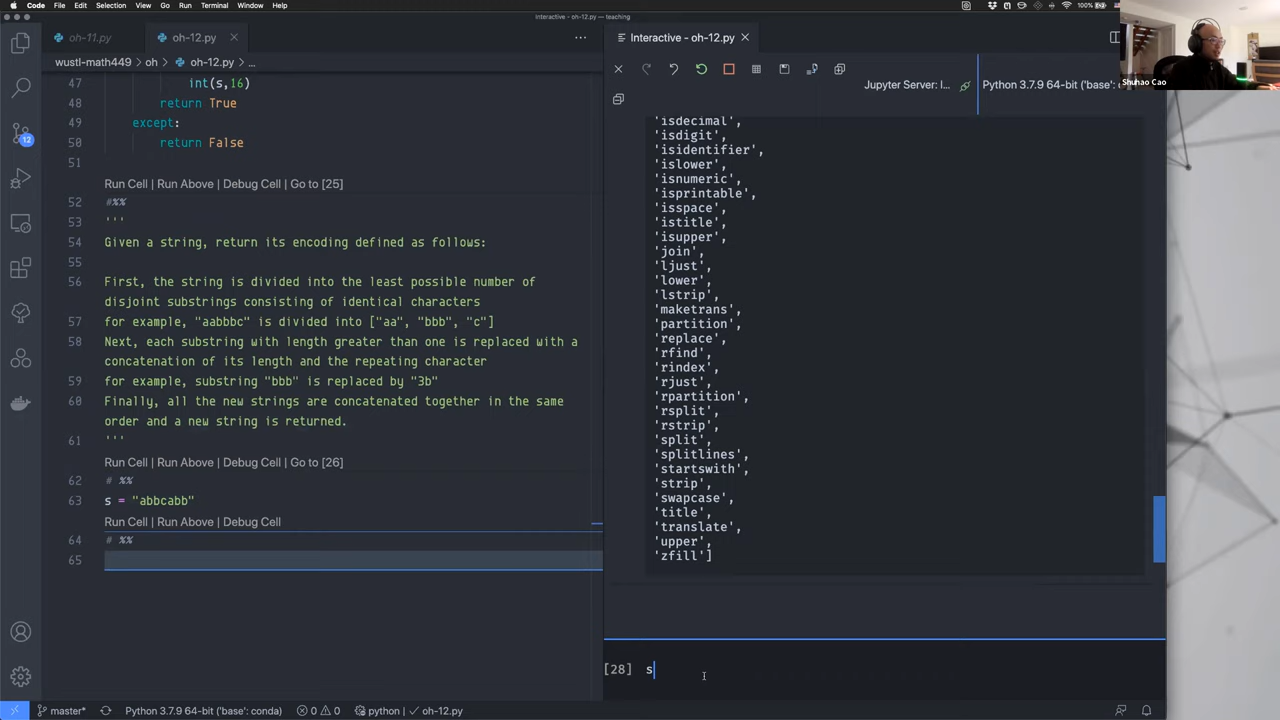 Code File Edit Selection View Go Run Terminal Window Help
100%
Interactive - oh-12.py — teaching
oh-11.py
oh-12.py
Interactive - oh-12.py
wustl-math449 > oh > oh-12.py > ...
Jupyter Server: l...
Python 3.7.9 64-bit ('base': conda)
Shuhao Cao
47 int(s,16)
48 return True
49 except:
50 return False
51
Run Cell | Run Above | Debug Cell | Go to [25]
52 #%%
53 '''
54 Given a string, return its encoding defined as follows:
55
56 First, the string is divided into the least possible number of
disjoint substrings consisting of identical characters
57 for example, "aabbbc" is divided into ["aa", "bbb", "c"]
58 Next, each substring with length greater than one is replaced with a
concatenation of its length and the repeating character
59 for example, substring "bbb" is replaced by "3b"
60 Finally, all the new strings are concatenated together in the same
order and a new string is returned.
61 '''
Run Cell | Run Above | Debug Cell | Go to [26]
62 # %%
63 s = "abbcabb"
Run Cell | Run Above | Debug Cell
64 # %%
65
'isdecimal',
'isdigit',
'isidentifier',
'islower',
'isnumeric',
'isprintable',
'isspace',
'istitle',
'isupper',
'join',
'ljust',
'lower',
'lstrip',
'maketrans',
'partition',
'replace',
'rfind',
'rindex',
'rjust',
'rpartition',
'rsplit',
'rstrip',
'split',
'splitlines',
'startswith',
'strip',
'swapcase',
'title',
'translate',
'upper',
'zfill']
[28] s
12
master* Python 3.7.9 64-bit ('base': conda) 0 0 python | ✓ oh-12.py